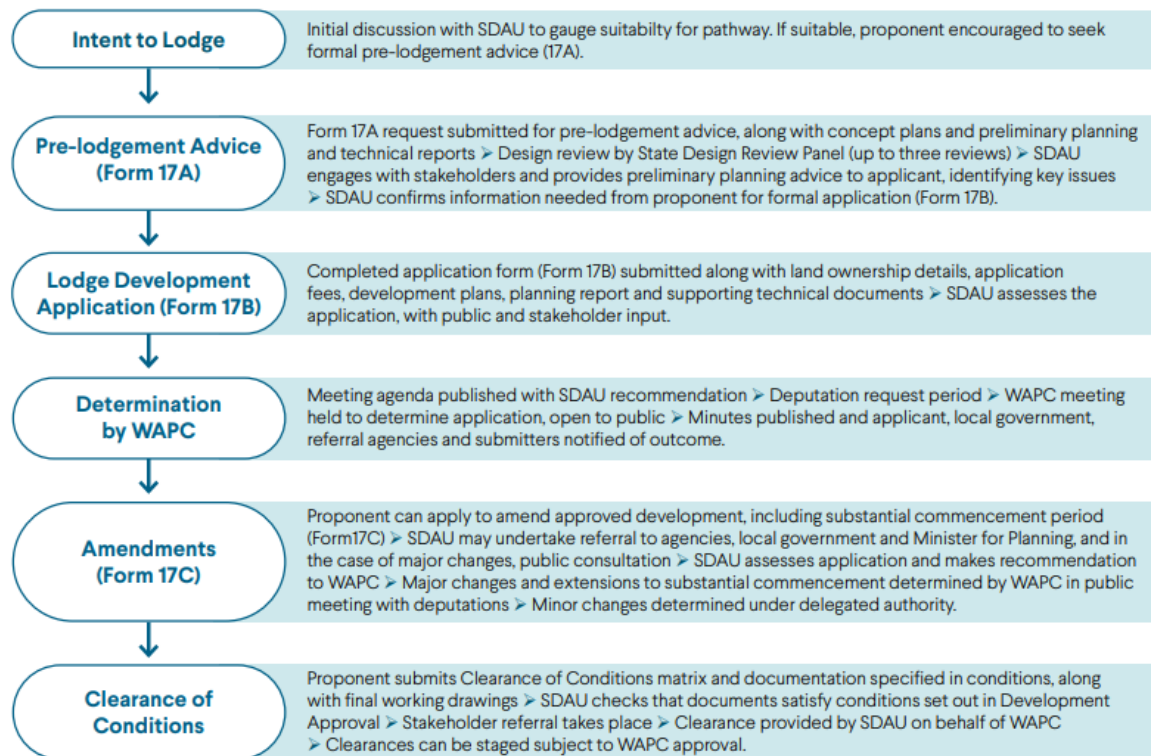 Intent to Lodge
Initial discussion with SDAU to gauge suitabilty for pathway. If suitable, proponent encouraged to seek
formal pre-lodgement advice (17A).
Pre-lodgement Advice
(Form 17A)
Form 17A request submitted for pre-lodgement advice, along with concept plans and preliminary planning
and technical reports ➤ Design review by State Design Review Panel (up to three reviews) ➤ SDAU
engages with stakeholders and provides preliminary planning advice to applicant, identifying key issues
➤ SDAU confirms information needed from proponent for formal application (Form 17B).
Lodge Development
Application (Form 17B)
Completed application form (Form 17B) submitted along with land ownership details, application
fees, development plans, planning report and supporting technical documents ➤ SDAU assesses the
application, with public and stakeholder input.
Determination
by WAPC
Meeting agenda published with SDAU recommendation ➤ Deputation request period ➤ WAPC meeting
held to determine application, open to public ➤ Minutes published and applicant, local government,
referral agencies and submitters notified of outcome.
Amendments
(Form 17C)
Proponent can apply to amend approved development, including substantial commencement period
(Form17C) ➤ SDAU may undertake referral to agencies, local government and Minister for Planning, and in
the case of major changes, public consultation ➤ SDAU assesses application and makes recommendation
to WAPC ➤ Major changes and extensions to substantial commencement determined by WAPC in public
meeting with deputations ➤ Minor changes determined under delegated authority.
Clearance of
Conditions
Proponent submits Clearance of Conditions matrix and documentation specified in conditions, along
with final working drawings ➤ SDAU checks that documents satisfy conditions set out in Development
Approval ➤ Stakeholder referral takes place ➤ Clearance provided by SDAU on behalf of WAPC
➤ Clearances can be staged subject to WAPC approval.